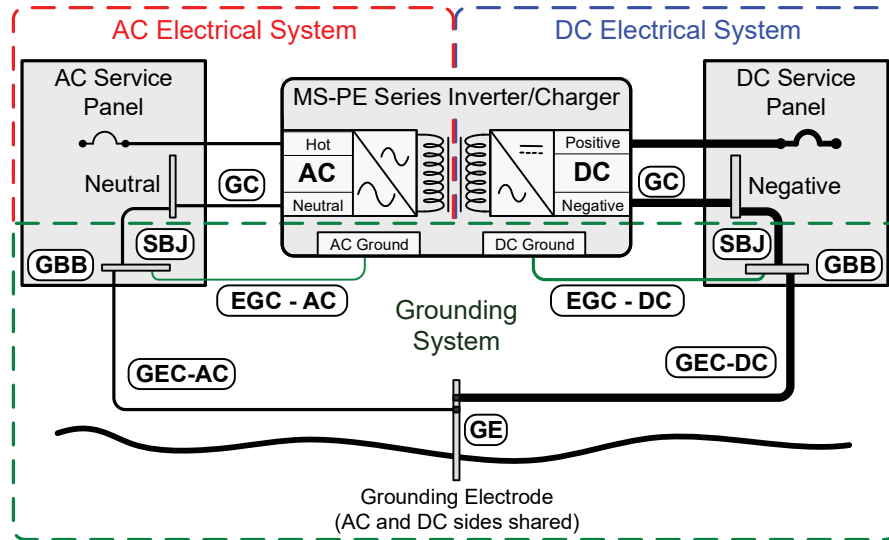 AC Electrical System
DC Electrical System
AC Service
Panel
MS-PE Series Inverter/Charger
DC Service
Panel
Hot
AC
Neutral
Positive
DC
Negative
Neutral
GC
GC
Negative
SBJ
GBB
AC Ground
DC Ground
SBJ
GBB
EGC - AC
EGC - DC
Grounding
System
GEC-AC
GEC-DC
GE
Grounding Electrode
(AC and DC sides shared)